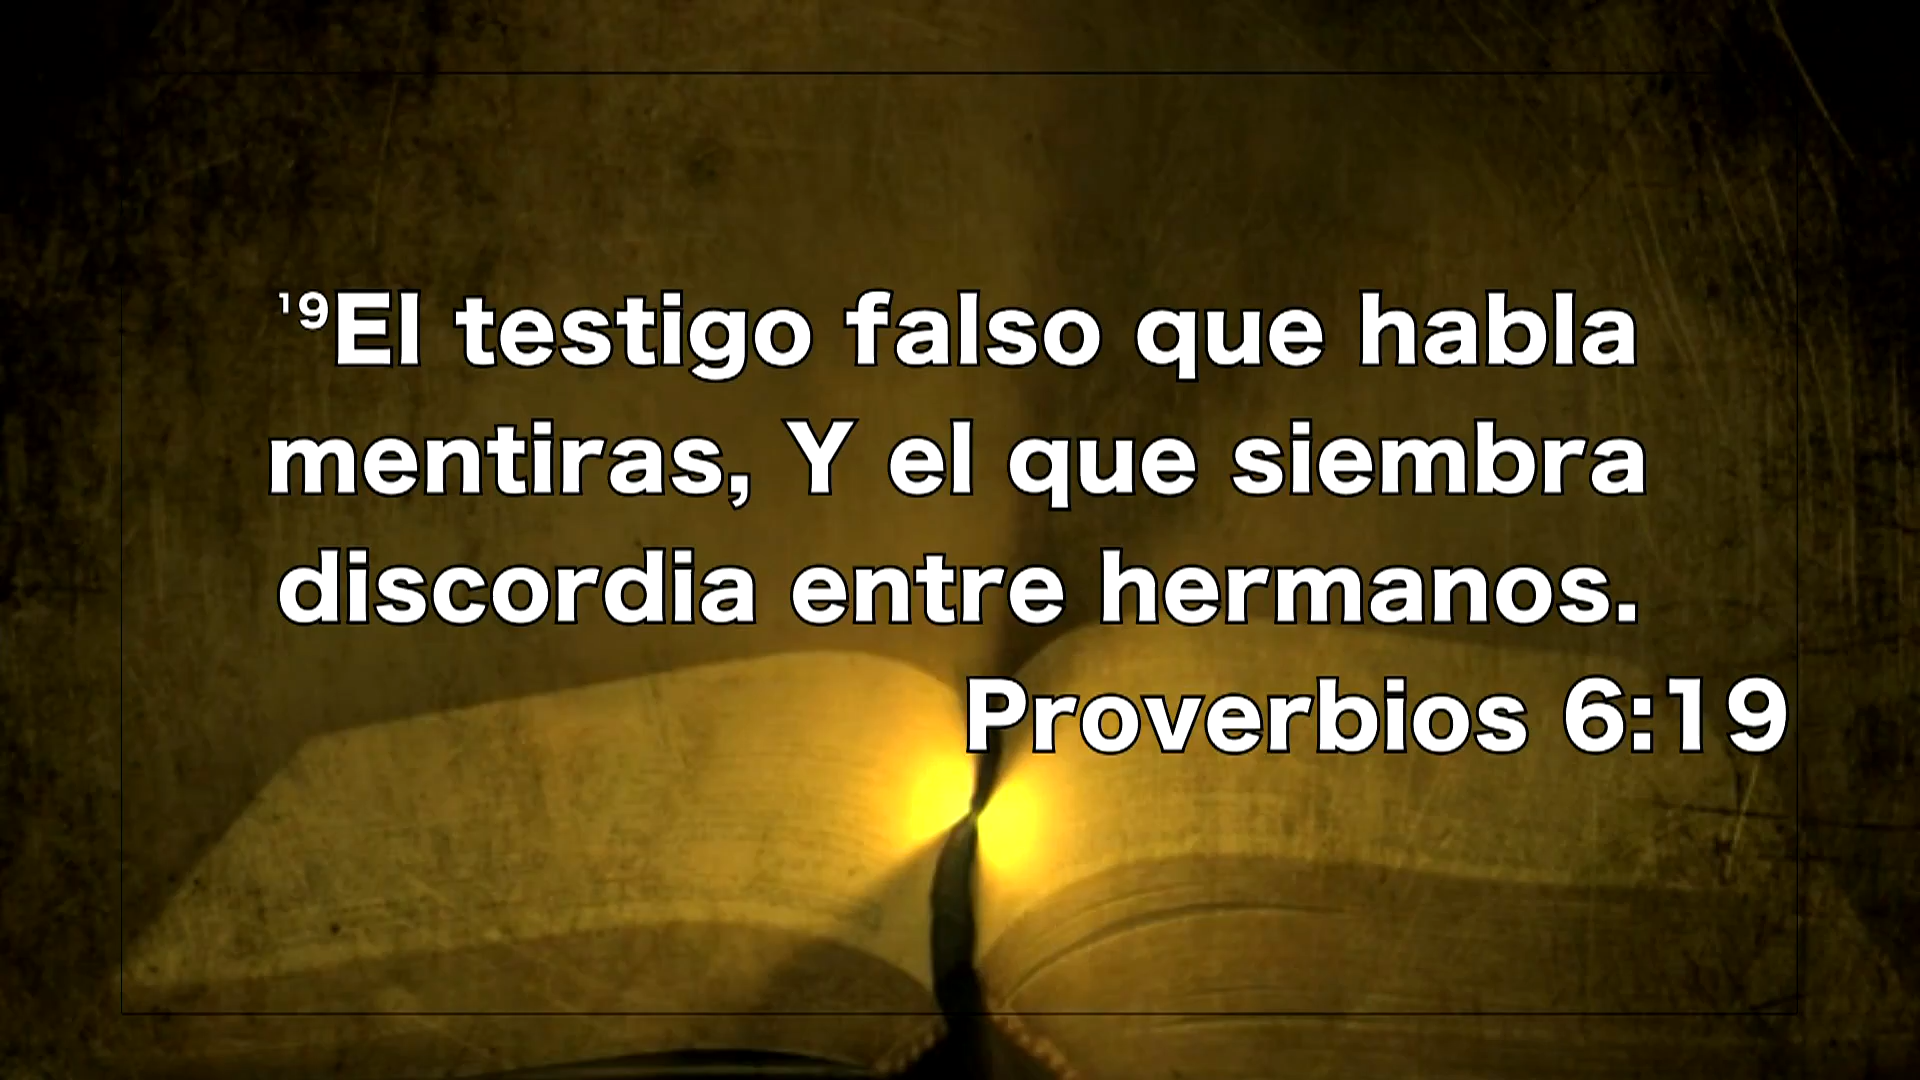 ¹⁹El testigo falso que habla
mentiras, Y el que siembra
discordia entre hermanos.
Proverbios 6:19